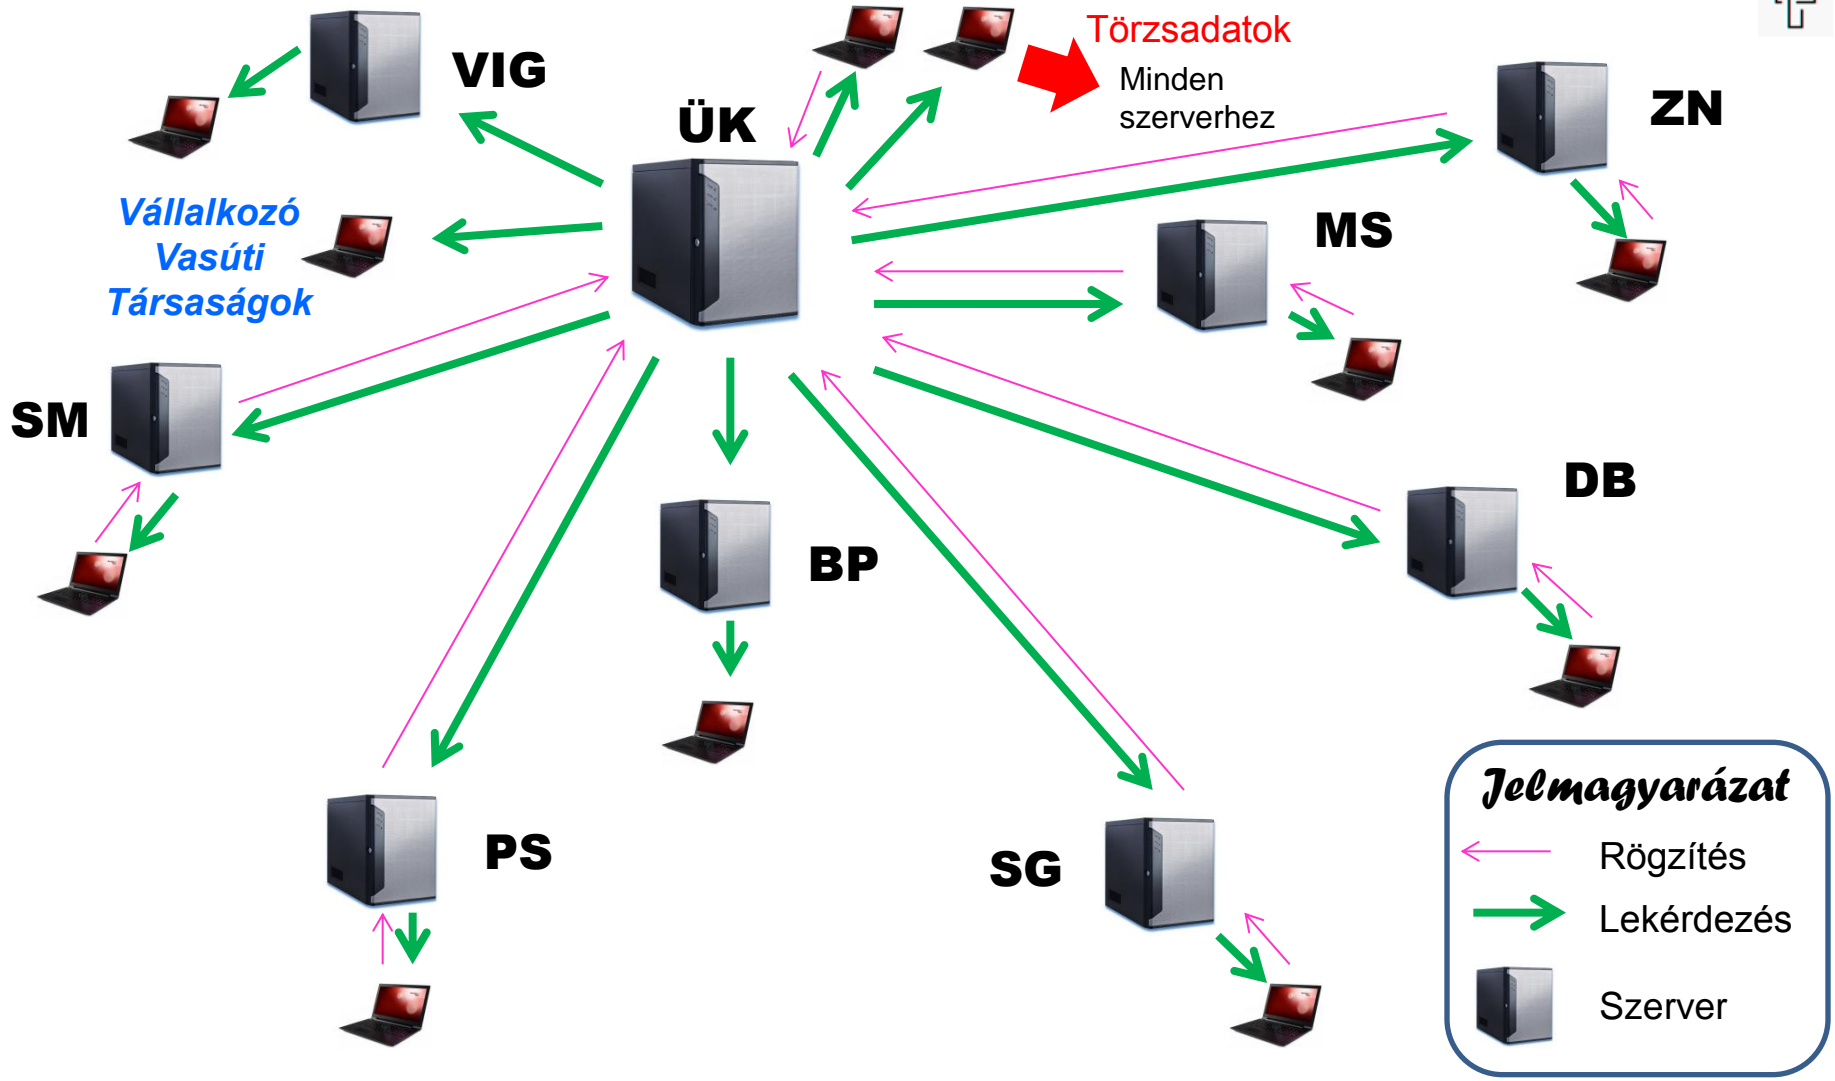 VIG
Törzsadatok
Minden
szerverhez
ÜK
ZN
Vállalkozó
Vasúti
Társaságok
MS
SM
DB
BP
PS
SG
Jelmagyarázat
Rögzítés
Lekérdezés
Szerver